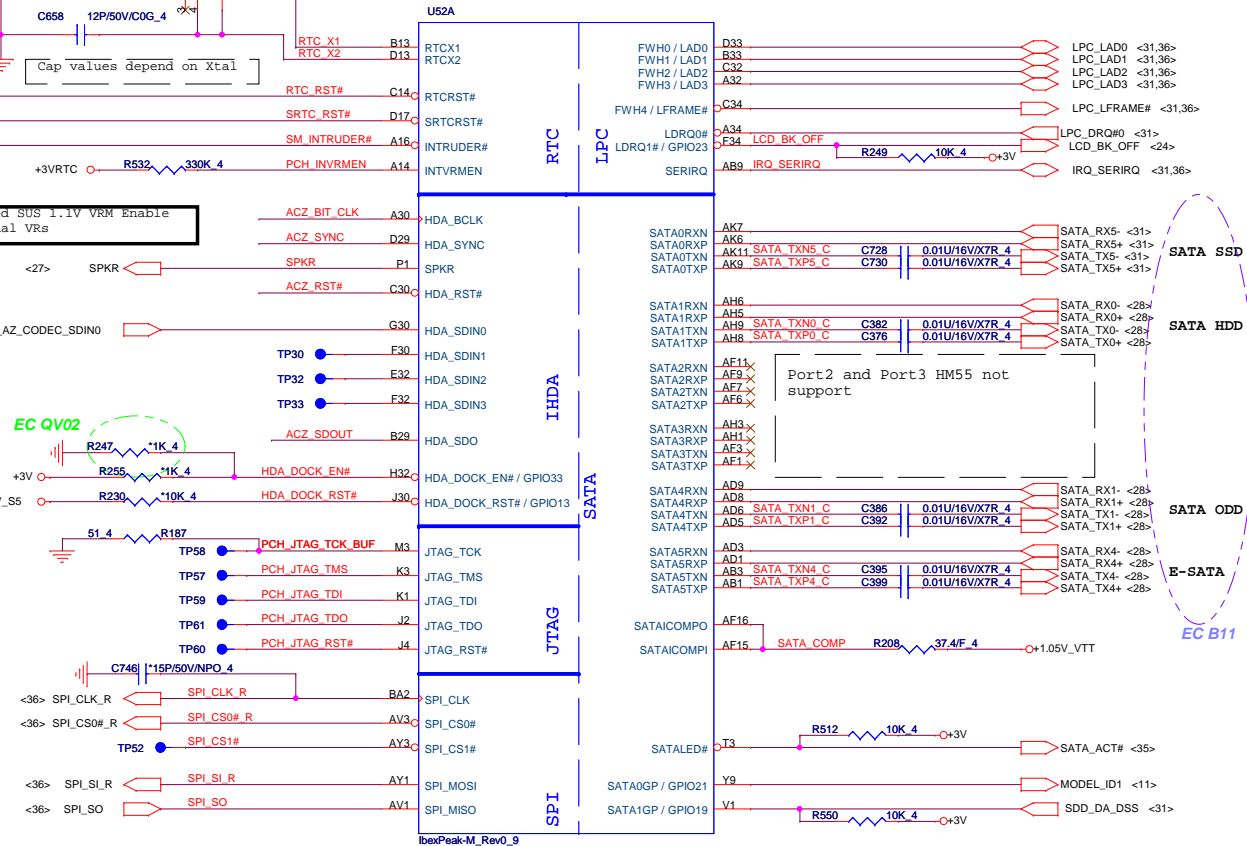 U52A
C658 12P/50V/C0G_4
3
4
Cap values depend on Xtal
RTC_X1 B13 RTCX1
RTC_X2 D13 RTCX2
RTC_RST# C14 RTCRST#
SRTC_RST# D17 SRTCRST#
SM_INTRUDER# A16 INTRUDER#
+3VRTC R532 330K_4 PCH_INVRMEN A14 INTVRMEN
RTC
LPC
FWH0 / LAD0 D33 LPC_LAD0 <31,36>
FWH1 / LAD1 B33 LPC_LAD1 <31,36>
FWH2 / LAD2 C32 LPC_LAD2 <31,36>
FWH3 / LAD3 A32 LPC_LAD3 <31,36>
FWH4 / LFRAME# C34 LPC_LFRAME# <31,36>
LDRQ0# A34 LPC_DRQ#0 <31>
LDRQ1# / GPIO23 F34 LCD_BK_OFF LCD_BK_OFF <24>
R249 10K_4 +3V
SERIRQ AB9 IRQ_SERIRQ IRQ_SERIRQ <31,36>
d SUS 1.1V VRM Enable
al VRs
ACZ_BIT_CLK A30 HDA_BCLK
ACZ_SYNC D29 HDA_SYNC
<27> SPKR SPKR P1 SPKR
ACZ_RST# C30 HDA_RST#
_AZ_CODEC_SDIN0 G30 HDA_SDIN0
TP30 F30 HDA_SDIN1
TP32 E32 HDA_SDIN2
TP33 F32 HDA_SDIN3
ACZ_SDOUT B29 HDA_SDO
EC QV02
R247 *1K_4
+3V R255 *1K_4 HDA_DOCK_EN# H32 HDA_DOCK_EN# / GPIO33
_S5 R230 *10K_4 HDA_DOCK_RST# J30 HDA_DOCK_RST# / GPIO13
IHDA
SATA
SATA0RXN AK7 SATA_RX5- <31>
SATA0RXP AK6 SATA_RX5+ <31>
SATA0TXN AK11 SATA_TXN5_C C728 0.01U/16V/X7R_4 SATA_TX5- <31>
SATA0TXP AK9 SATA_TXP5_C C730 0.01U/16V/X7R_4 SATA_TX5+ <31>
SATA SSD
SATA1RXN AH6 SATA_RX0- <28>
SATA1RXP AH5 SATA_RX0+ <28>
SATA1TXN AH9 SATA_TXN0_C C382 0.01U/16V/X7R_4 SATA_TX0- <28>
SATA1TXP AH8 SATA_TXP0_C C376 0.01U/16V/X7R_4 SATA_TX0+ <28>
SATA HDD
SATA2RXN AF11
SATA2RXP AF9
SATA2TXN AF7
SATA2TXP AF6
Port2 and Port3 HM55 not
support
SATA3RXN AH3
SATA3RXP AH1
SATA3TXN AF3
SATA3TXP AF1
SATA4RXN AD9 SATA_RX1- <28>
SATA4RXP AD8 SATA_RX1+ <28>
SATA4TXN AD6 SATA_TXN1_C C386 0.01U/16V/X7R_4 SATA_TX1- <28>
SATA4TXP AD5 SATA_TXP1_C C392 0.01U/16V/X7R_4 SATA_TX1+ <28>
SATA ODD
SATA5RXN AD3 SATA_RX4- <28>
SATA5RXP AD1 SATA_RX4+ <28>
SATA5TXN AB3 SATA_TXN4_C C395 0.01U/16V/X7R_4 SATA_TX4- <28>
SATA5TXP AB1 SATA_TXP4_C C399 0.01U/16V/X7R_4 SATA_TX4+ <28>
E-SATA
EC B11
SATAICOMPO AF16
SATAICOMPI AF15 SATA_COMP R208 37.4/F_4 +1.05V_VTT
51_4 R187
TP58 PCH_JTAG_TCK_BUF M3 JTAG_TCK
TP57 PCH_JTAG_TMS K3 JTAG_TMS
TP59 PCH_JTAG_TDI K1 JTAG_TDI
TP61 PCH_JTAG_TDO J2 JTAG_TDO
TP60 PCH_JTAG_RST# J4 JTAG_RST#
JTAG
C746 *15P/50V/NPO_4
<36> SPI_CLK_R SPI_CLK_R BA2 SPI_CLK
<36> SPI_CS0#_R SPI_CS0#_R AV3 SPI_CS0#
TP52 SPI_CS1# AY3 SPI_CS1#
<36> SPI_SI_R SPI_SI_R AY1 SPI_MOSI
<36> SPI_SO SPI_SO AV1 SPI_MISO
SPI
R512 10K_4 +3V
SATALED# T3 SATA_ACT# <35>
SATA0GP / GPIO21 Y9 MODEL_ID1 <11>
SATA1GP / GPIO19 V1 SDD_DA_DSS <31>
R550 10K_4 +3V
IbexPeak-M_Rev0_9